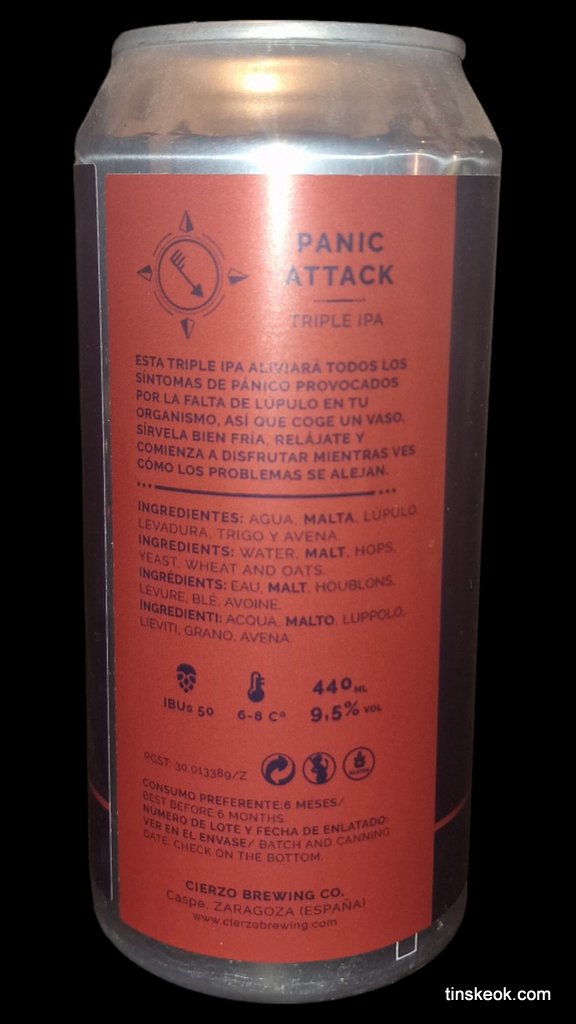 PANIC
ATTACK
TRIPLE IPA
ESTA TRIPLE IPA ALIVIARÁ TODOS LOS
SÍNTOMAS DE PÁNICO PROVOCADOS
POR LA FALTA DE LÚPULO EN TU
ORGANISMO, ASÍ QUE COGE UN VASO,
SÍRVELA BIEN FRÍA, RELÁJATE Y
COMIENZA A DISFRUTAR MIENTRAS VES
CÓMO LOS PROBLEMAS SE ALEJAN.
INGREDIENTES: AGUA, MALTA, LÚPULO,
LEVADURA, TRIGO Y AVENA.
INGREDIENTS: WATER, MALT, HOPS,
YEAST, WHEAT AND OATS.
INGRÉDIENTS: EAU, MALT, HOUBLONS,
LEVURE, BLÉ, AVOINE.
INGREDIENTI: ACQUA, MALTO, LUPPOLO,
LIEVITI, GRANO, AVENA.
IBUs 50
6-8 Cº
440 ML
9,5% VOL
RGST: 30.013389/Z
CONSUMO PREFERENTE:6 MESES/
BEST BEFORE:6 MONTHS.
NÚMERO DE LOTE Y FECHA DE ENLATADO:
VER EN EL ENVASE/ BATCH AND CANNING
DATE: CHECK ON THE BOTTOM.
CIERZO BREWING CO.
Caspe, ZARAGOZA (ESPAÑA)
www.cierzobrewing.com
tinskeok.com